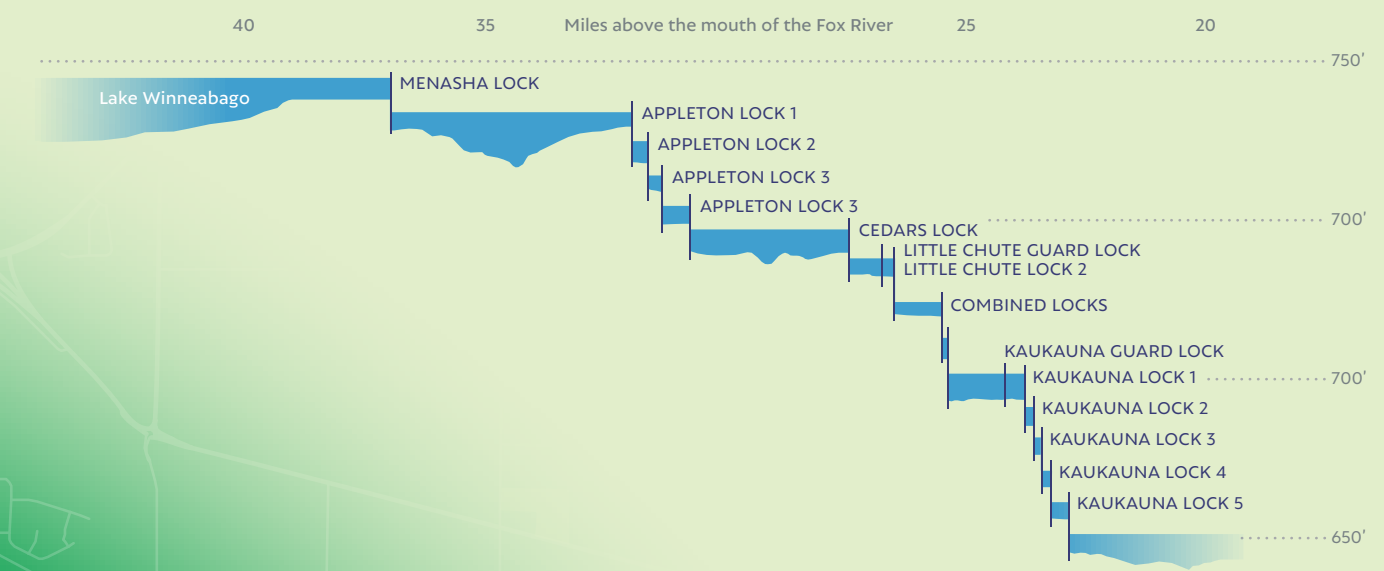 40 35 Miles above the mouth of the Fox River 25 20
750'
MENASHA LOCK
Lake Winneabago
APPLETON LOCK 1
APPLETON LOCK 2
APPLETON LOCK 3
APPLETON LOCK 3
700'
CEDARS LOCK
LITTLE CHUTE GUARD LOCK
LITTLE CHUTE LOCK 2
COMBINED LOCKS
KAUKAUNA GUARD LOCK
KAUKAUNA LOCK 1 700'
KAUKAUNA LOCK 2
KAUKAUNA LOCK 3
KAUKAUNA LOCK 4
KAUKAUNA LOCK 5
650'